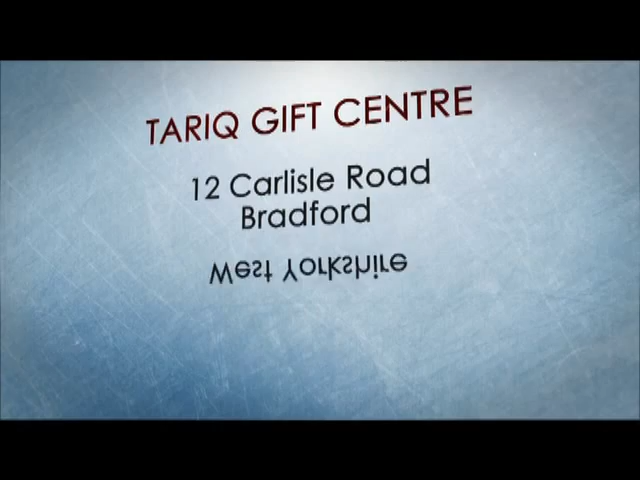 TARIQ GIFT CENTRE
12 Carlisle Road
Bradford
West Yorkshire